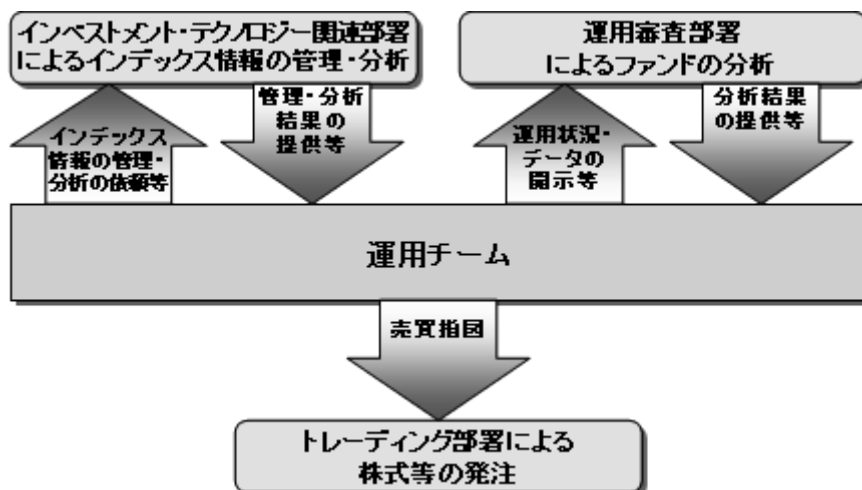 インベストメント・テクノロジー関連部署
によるインデックス情報の管理・分析
運用審査部署
によるファンドの分析
インデックス
情報の管理・
分析の依頼等
管理・分析
結果の
提供等
運用状況・
データの
開示等
分析結果
の提供等
運用チーム
売買指図
トレーディング部署による
株式等の発注